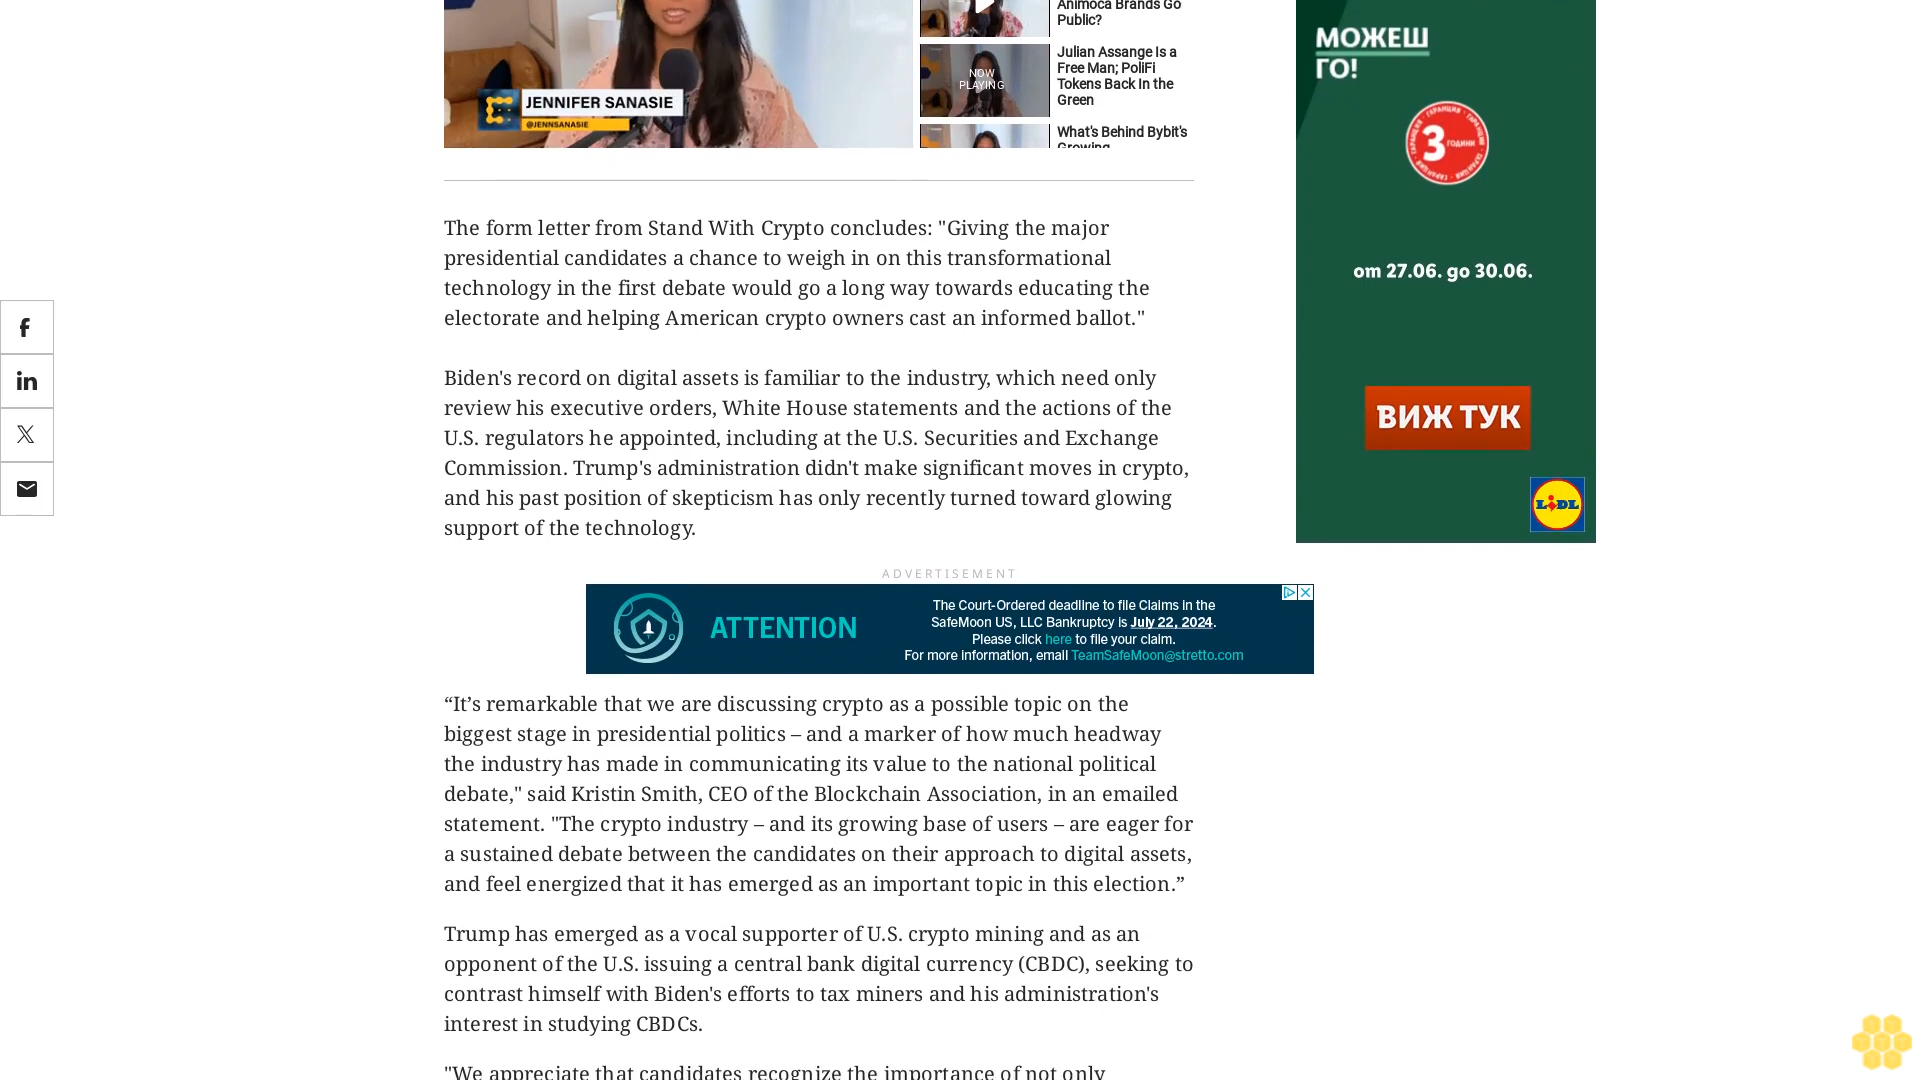 Animoca Brands Go
Public?
Julian Assange Is a
Free Man; PoliFi
Tokens Back In the
Green
NOW
PLAYING
What's Behind Bybit's
Growing
JENNIFER SANASIE
@JENNSANASIE
МОЖЕШ
ГО!
ГАРАНЦИЯ · ГАРАНЦИЯ · ГАРАНЦИЯ
3 ГОДИНИ
от 27.06. до 30.06.
ВИЖ ТУК
LIDL
The form letter from Stand With Crypto concludes: "Giving the major
presidential candidates a chance to weigh in on this transformational
technology in the first debate would go a long way towards educating the
electorate and helping American crypto owners cast an informed ballot."
Biden's record on digital assets is familiar to the industry, which need only
review his executive orders, White House statements and the actions of the
U.S. regulators he appointed, including at the U.S. Securities and Exchange
Commission. Trump's administration didn't make significant moves in crypto,
and his past position of skepticism has only recently turned toward glowing
support of the technology.
ADVERTISEMENT
ATTENTION
The Court-Ordered deadline to file Claims in the
SafeMoon US, LLC Bankruptcy is July 22, 2024.
Please click here to file your claim.
For more information, email TeamSafeMoon@stretto.com
“It’s remarkable that we are discussing crypto as a possible topic on the
biggest stage in presidential politics – and a marker of how much headway
the industry has made in communicating its value to the national political
debate," said Kristin Smith, CEO of the Blockchain Association, in an emailed
statement. "The crypto industry – and its growing base of users – are eager for
a sustained debate between the candidates on their approach to digital assets,
and feel energized that it has emerged as an important topic in this election.”
Trump has emerged as a vocal supporter of U.S. crypto mining and as an
opponent of the U.S. issuing a central bank digital currency (CBDC), seeking to
contrast himself with Biden's efforts to tax miners and his administration's
interest in studying CBDCs.
"We appreciate that candidates recognize the importance of not only